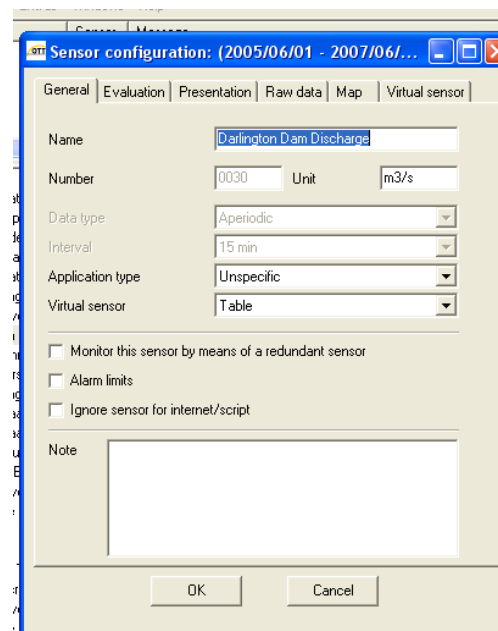 OTT Sensor configuration: (2005/06/01 - 2007/06/...
General Evaluation Presentation Raw data Map Virtual sensor
Name Darlington Dam Discharge
Number 0030 Unit m3/s
Data type Aperiodic
Interval 15 min
Application type Unspecific
Virtual sensor Table
Monitor this sensor by means of a redundant sensor
Alarm limits
Ignore sensor for internet/script
Note
OK Cancel